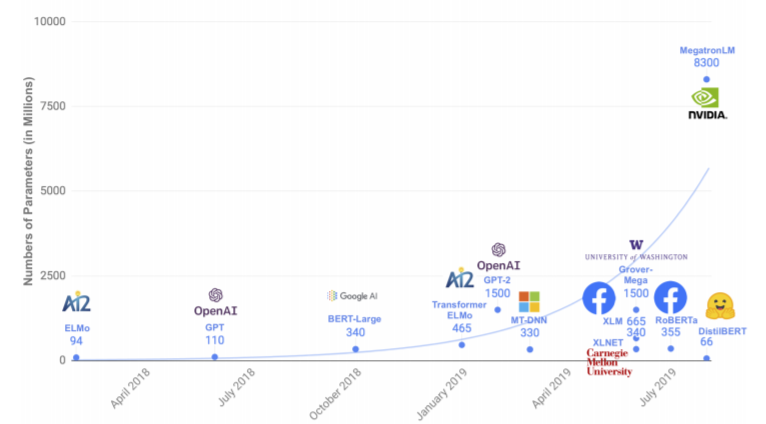 10000
MegatronLM
8300
7500
NVIDIA.
Numbers of Parameters (in Millions)
5000
W
UNIVERSITY of WASHINGTON
OpenAI
Grover-
Mega
1500
GPT-2
1500
2500
AI2
ELMo
94
OpenAI
GPT
110
Google AI
BERT-Large
340
AI2
Transformer
ELMo
465
MT-DNN
330
XLM 665
340
XLNET
Carnegie
Mellon
University
RoBERTa
355
DistilBERT
66
0
April 2018
July 2018
October 2018
January 2019
April 2019
July 2019